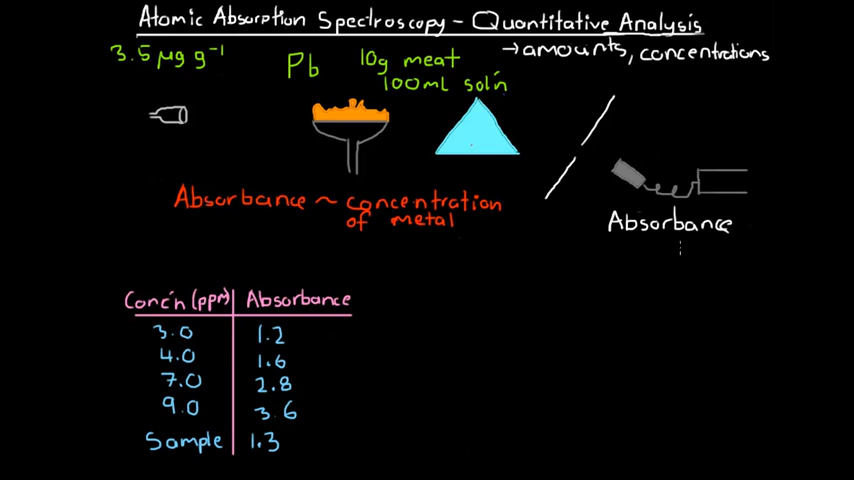 Atomic Absorption Spectroscopy - Quantitative Analysis
→ amounts, concentrations
3.5 µg g⁻¹
Pb
10g meat
100ml sol'n
Absorbance ~ concentration
of metal
Absorbance
Conc'n (ppm) Absorbance
3.0 1.2
4.0 1.6
7.0 2.8
9.0 3.6
Sample 1.3